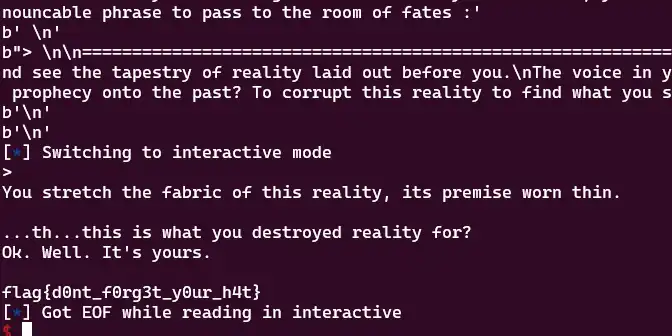 nouncable phrase to pass to the room of fates :'
b' \n'
b"> \n\n===========================================================
nd see the tapestry of reality laid out before you.\nThe voice in y
prophecy onto the past? To corrupt this reality to find what you s
b'\n'
b'\n'
[*] Switching to interactive mode
>
You stretch the fabric of this reality, its premise worn thin.
...th...this is what you destroyed reality for?
Ok. Well. It's yours.
flag{d0nt_f0rg3t_y0ur_h4t}
[*] Got EOF while reading in interactive
$